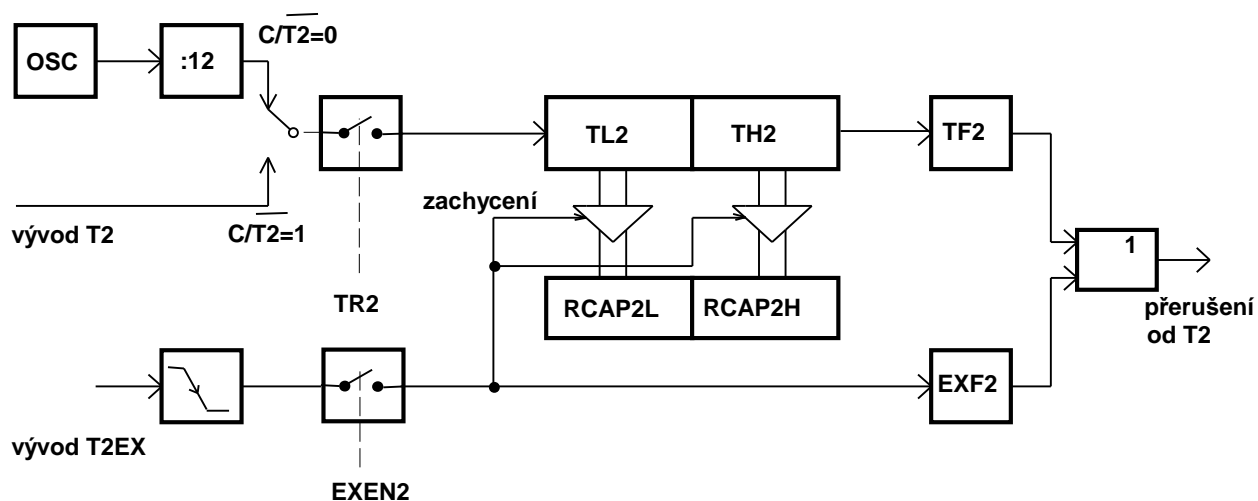 C/T2=0
OSC
:12
TL2
TH2
TF2
zachycení
vývod T2
C/T2=1
1
TR2
RCAP2L
RCAP2H
přerušení
od T2
EXF2
vývod T2EX
EXEN2